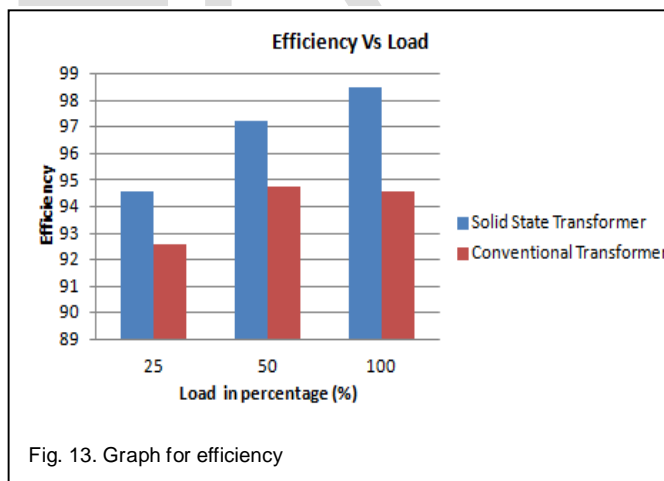 Efficiency Vs Load
99
98
97
96
95
94
93
92
91
90
89
Efficiency
25 50 100
Load in percentage (%)
Solid State Transformer
Conventional Transformer
Fig. 13. Graph for efficiency